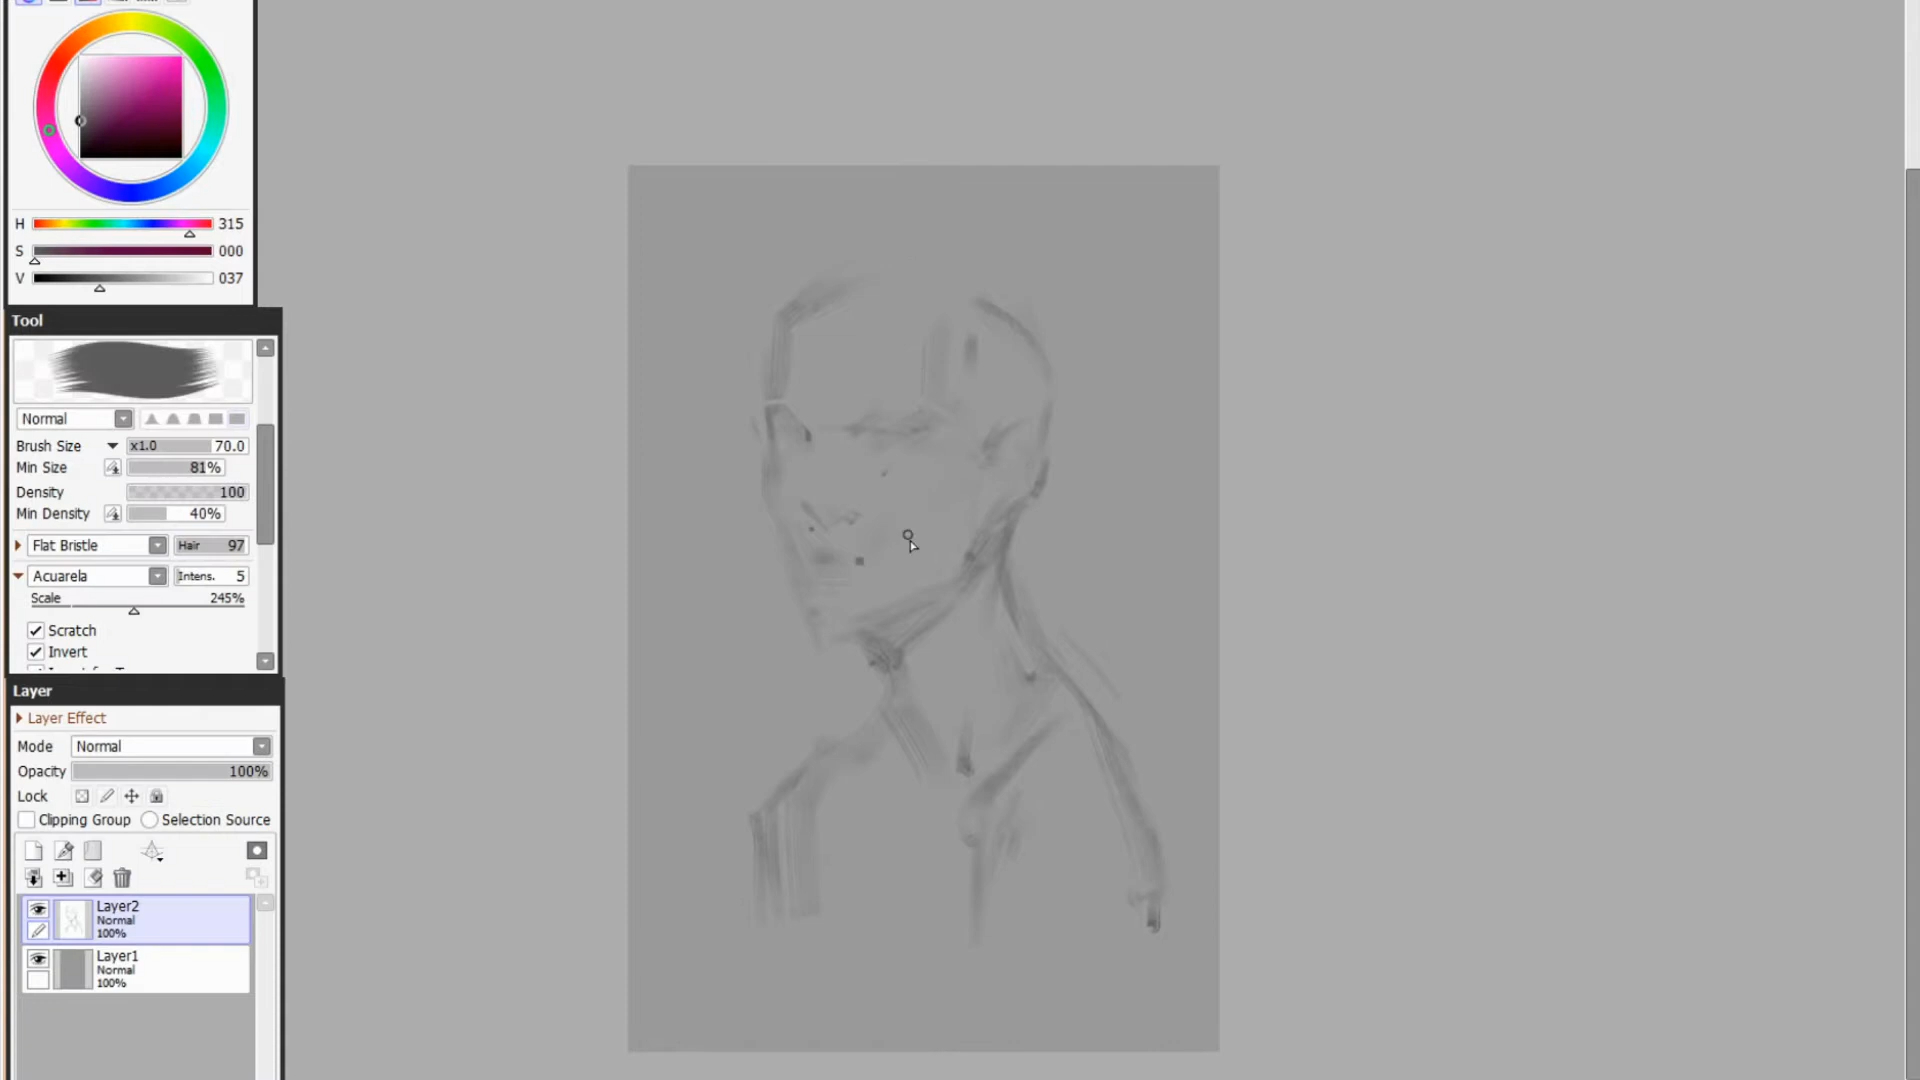 H 315
S 000
V 037
Tool
Normal
Brush Size x1.0 70.0
Min Size 81%
Density 100
Min Density 40%
Flat Bristle Hair 97
Acuarela Intens. 5
Scale 245%
Scratch
Invert
Layer
Layer Effect
Mode Normal
Opacity 100%
Lock
Clipping Group Selection Source
Layer2
Normal
100%
Layer1
Normal
100%